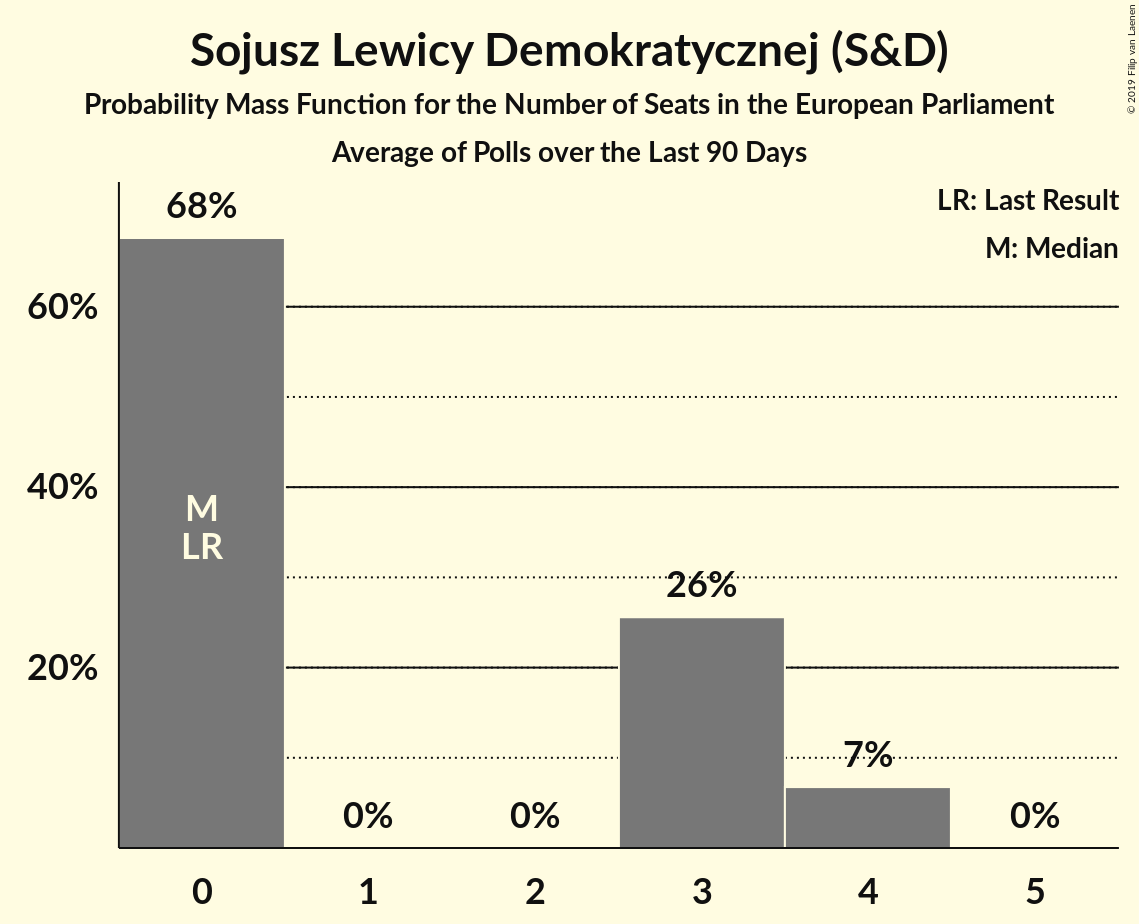 Sojusz Lewicy Demokratycznej (S&D)
Probability Mass Function for the Number of Seats in the European Parliament
Average of Polls over the Last 90 Days
© 2019 Filip van Laenen
LR: Last Result
M: Median
68%
60%
40%
20%
M
LR
0%
0%
26%
7%
0%
0 1 2 3 4 5